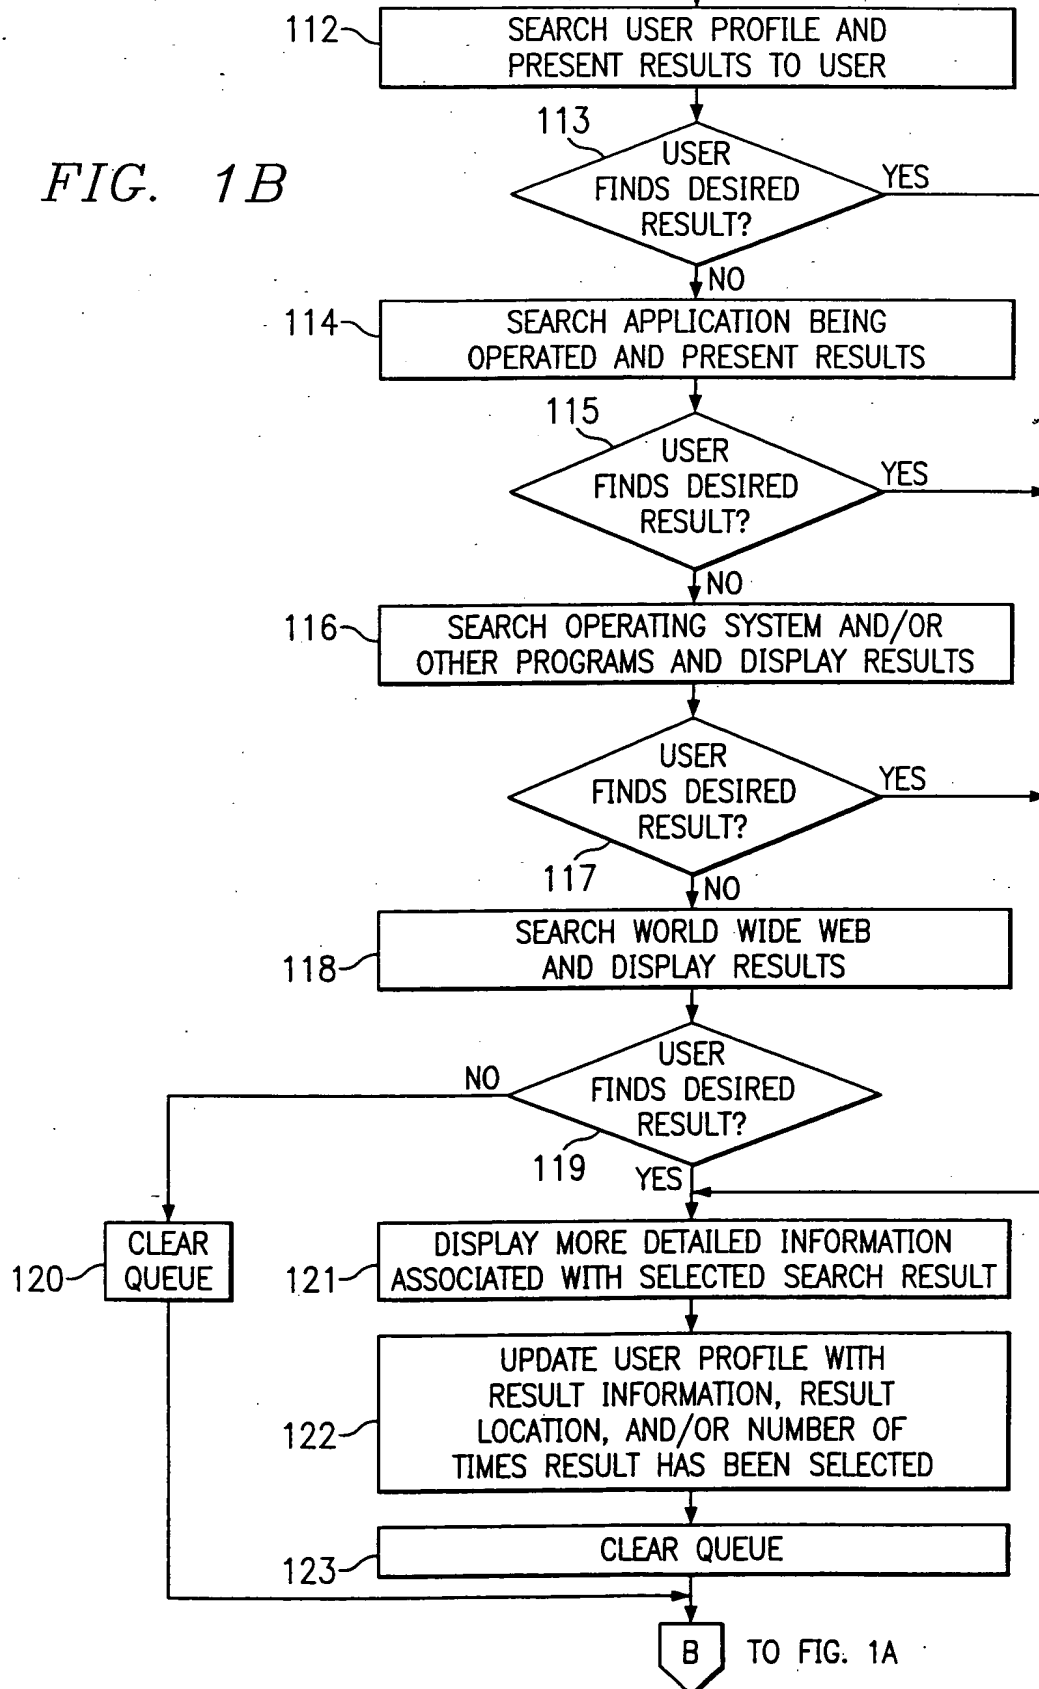 112
SEARCH USER PROFILE AND
PRESENT RESULTS TO USER
FIG. 1B
113
USER
FINDS DESIRED
RESULT?
YES
NO
114
SEARCH APPLICATION BEING
OPERATED AND PRESENT RESULTS
115
USER
FINDS DESIRED
RESULT?
YES
NO
116
SEARCH OPERATING SYSTEM AND/OR
OTHER PROGRAMS AND DISPLAY RESULTS
USER
FINDS DESIRED
RESULT?
YES
117
NO
118
SEARCH WORLD WIDE WEB
AND DISPLAY RESULTS
USER
FINDS DESIRED
RESULT?
NO
119
YES
120
CLEAR
QUEUE
121
DISPLAY MORE DETAILED INFORMATION
ASSOCIATED WITH SELECTED SEARCH RESULT
122
UPDATE USER PROFILE WITH
RESULT INFORMATION, RESULT
LOCATION, AND/OR NUMBER OF
TIMES RESULT HAS BEEN SELECTED
123
CLEAR QUEUE
B
TO FIG. 1A